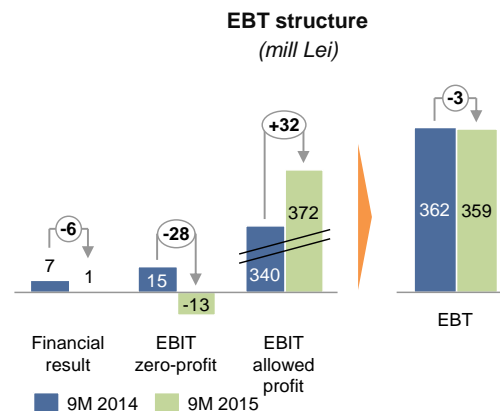 EBT structure
(mill Lei)
-6
7
1
-28
15
-13
+32
340
372
-3
362
359
Financial
result
EBIT
zero-profit
EBIT
allowed
profit
EBT
9M 2014
9M 2015